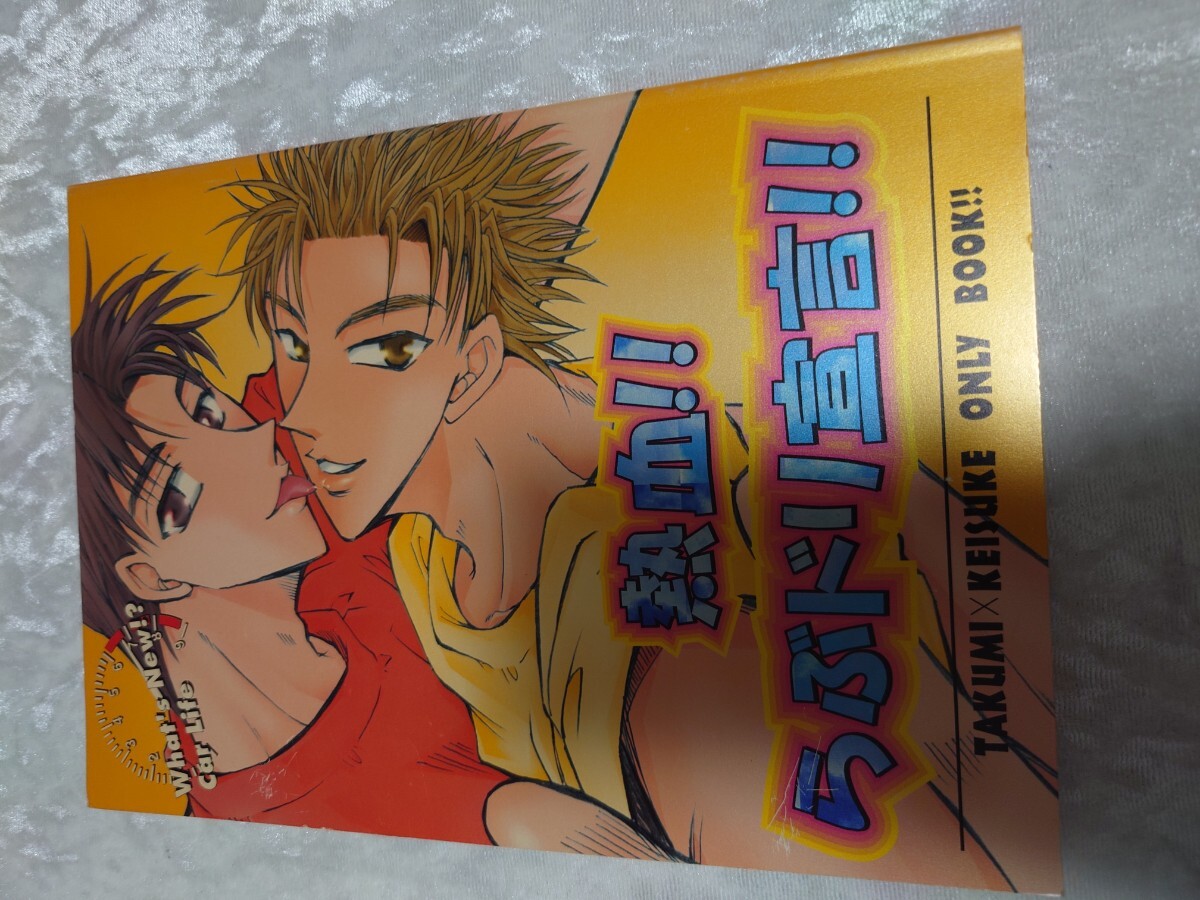 What's New!?
Car Life
熱血!!
らぶドリ宣言!!
TAKUMI×KEISUKE ONLY BOOK!!